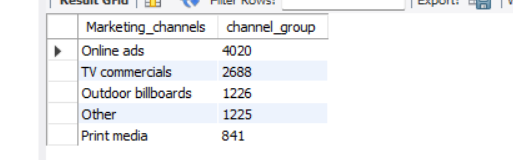 Result Grid Filter Rows: Export:
Marketing_channels channel_group
Online ads 4020
TV commercials 2688
Outdoor billboards 1226
Other 1225
Print media 841